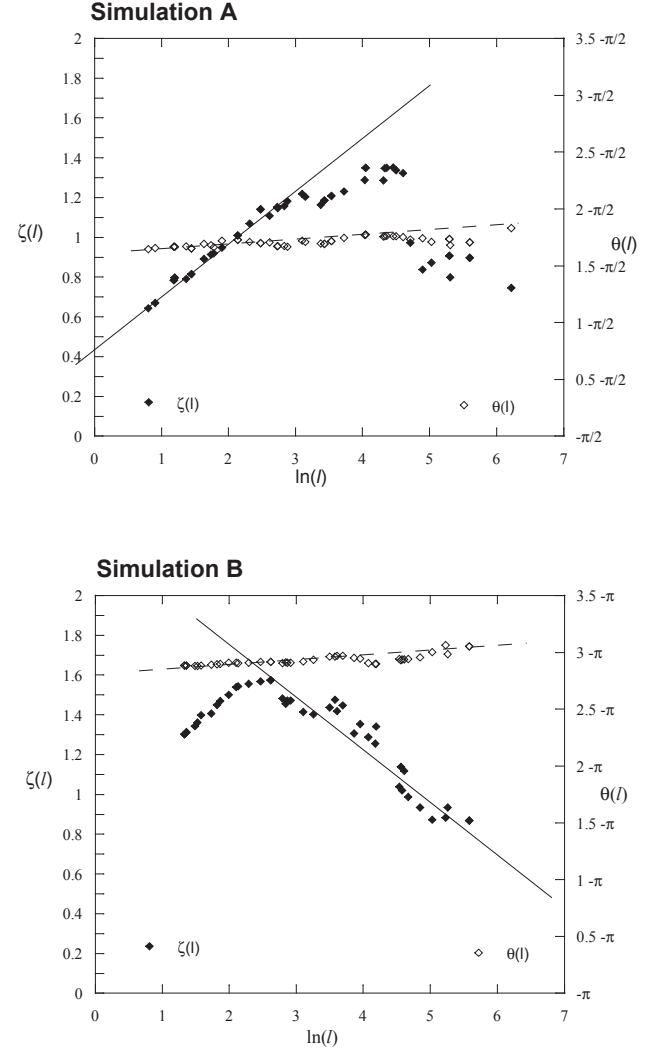 Simulation A
2 3.5 -π/2
1.8 3 -π/2
1.6
1.4 2.5 -π/2
1.2 2 -π/2
ζ(l) 1 θ(l)
0.8 1.5 -π/2
0.6 1 -π/2
0.4 0.5 -π/2
0.2 ζ(l) θ(l)
0 -π/2
0 1 2 3 4 5 6 7
ln(l)
Simulation B
2 3.5 -π
1.8 3 -π
1.6
1.4 2.5 -π
1.2 2 -π
ζ(l) 1 θ(l)
0.8 1.5 -π
0.6 1 -π
0.4 0.5 -π
0.2 ζ(l) θ(l)
0 -π
0 1 2 3 4 5 6 7
ln(l)